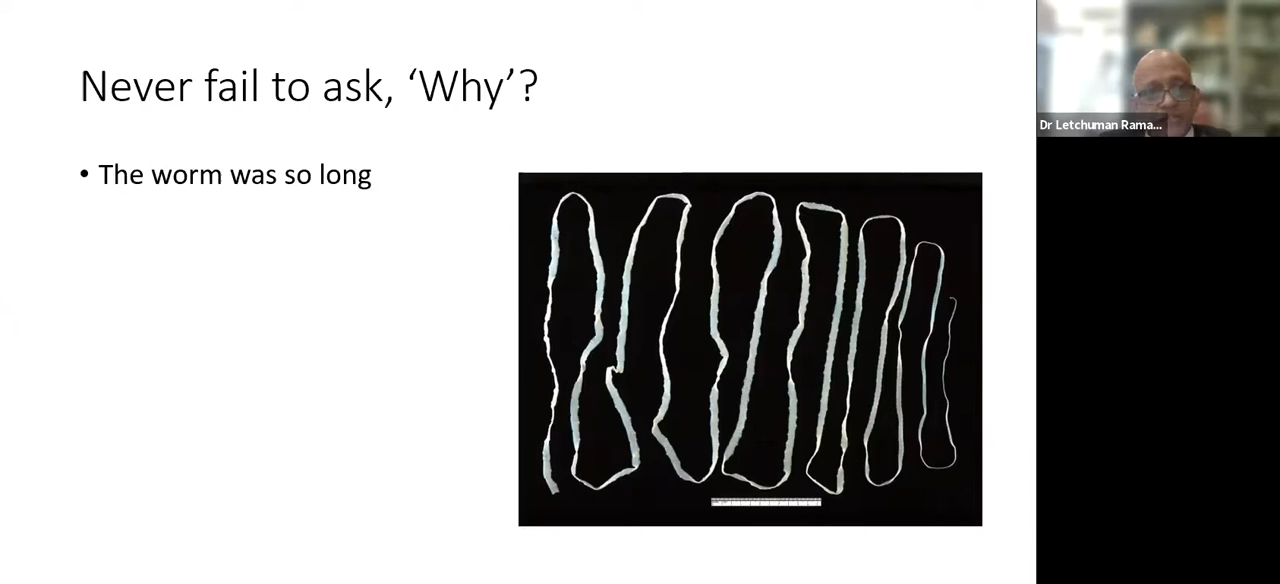 Never fail to ask, ‘Why’?
• The worm was so long
Dr Letchuman Rama...